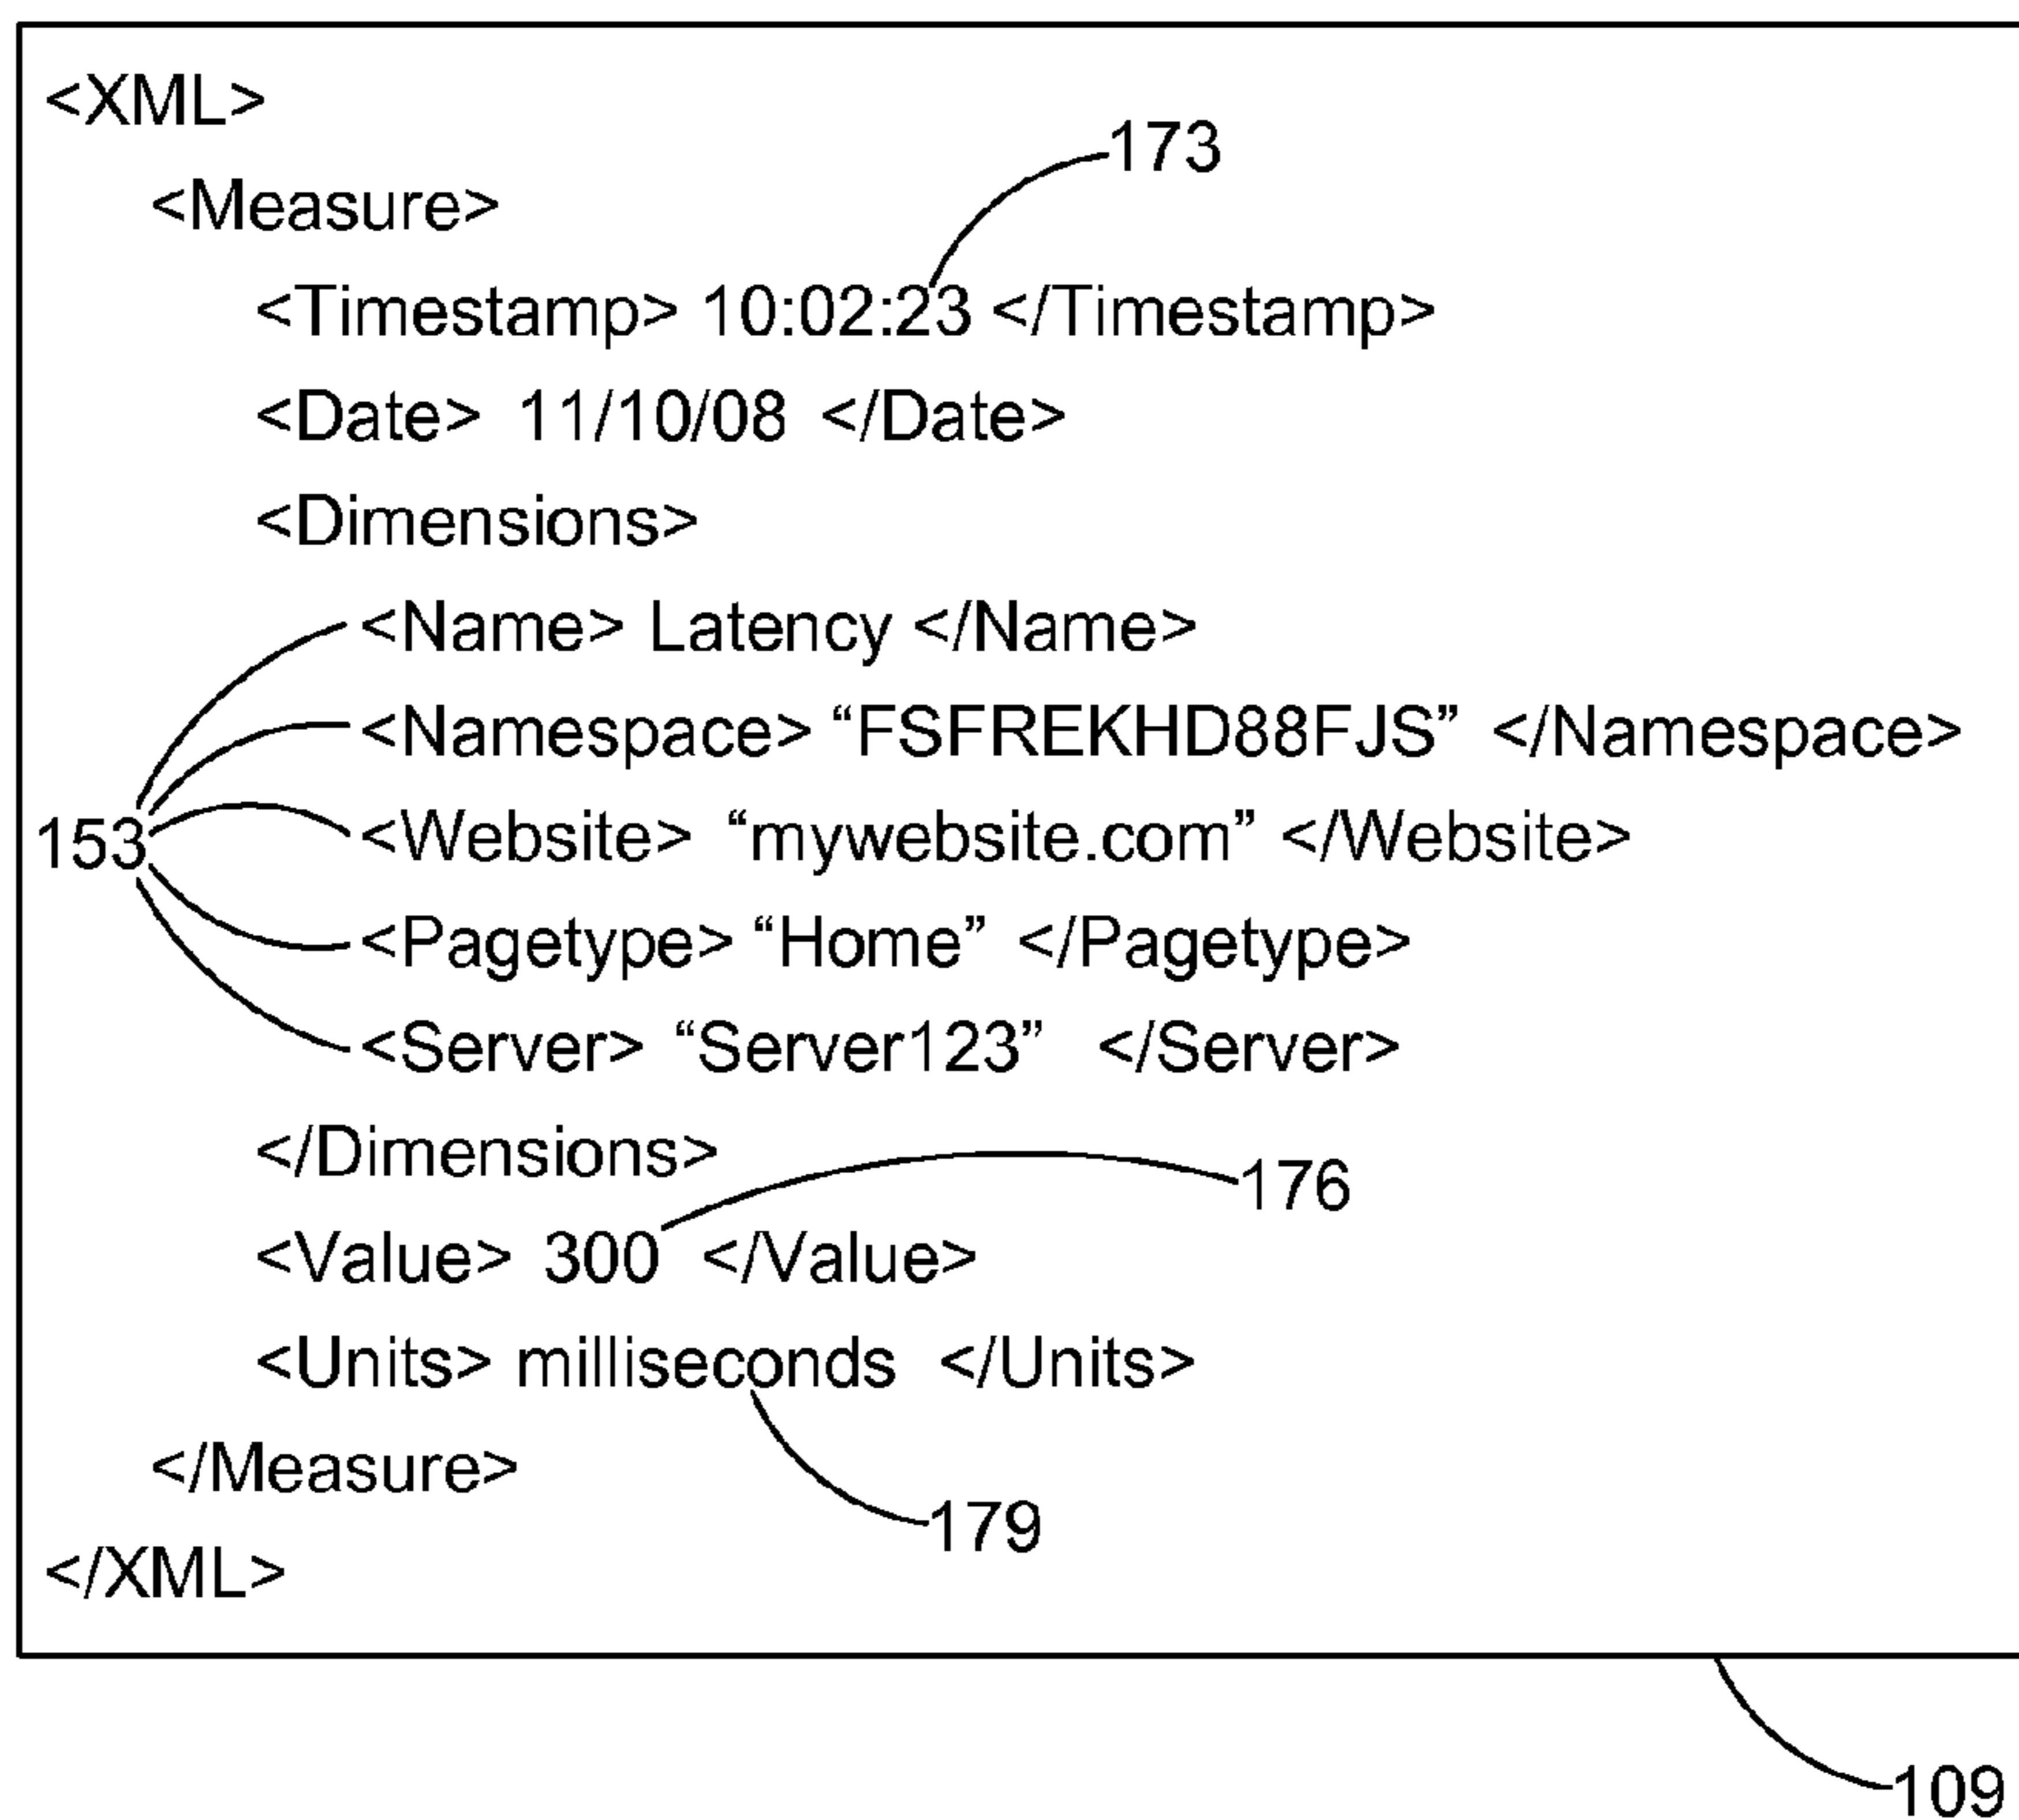 <XML>
173
<Measure>
<Timestamp> 10:02:23 </Timestamp>
<Date> 11/10/08 </Date>
<Dimensions>
<Name> Latency </Name>
<Namespace> “FSFREKHD88FJS” </Namespace>
153 <Website> “mywebsite.com” </Website>
<Pagetype> “Home” </Pagetype>
<Server> “Server123” </Server>
</Dimensions>
176
<Value> 300 </Value>
<Units> milliseconds </Units>
</Measure>
179
</XML>
109